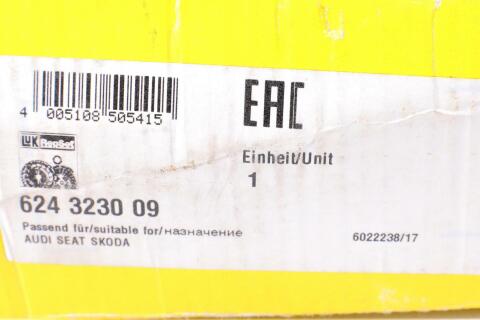 4 005108 505415
EAC
LUK RepSet
Einheit/Unit
1
624 3230 09
Passend für/suitable for/назначение
AUDI SEAT SKODA
6022238/17